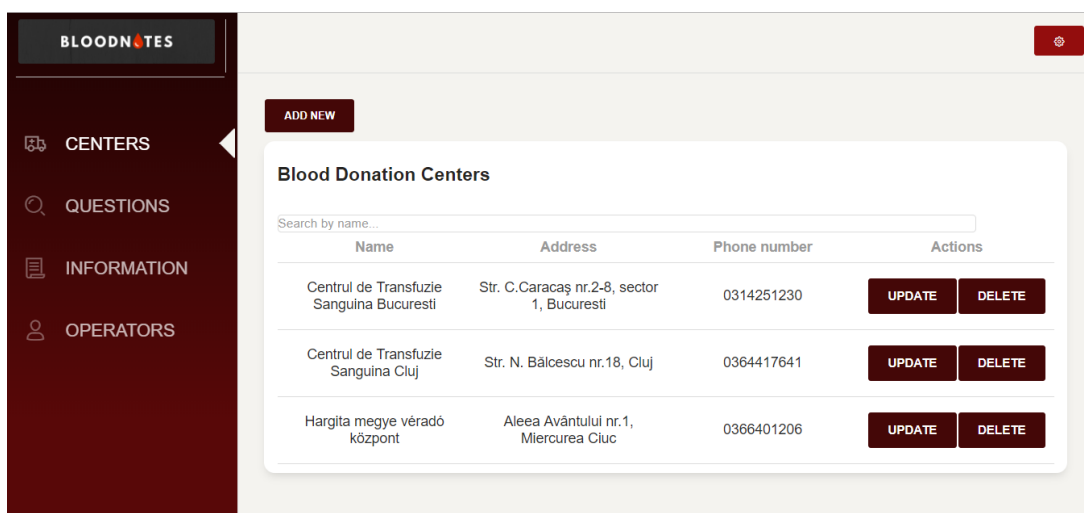 BLOODNOTES
CENTERS
QUESTIONS
INFORMATION
OPERATORS
ADD NEW
Blood Donation Centers
Search by name...
Name Address Phone number Actions
Centrul de Transfuzie Sanguina Bucuresti
Str. C.Caracaş nr.2-8, sector 1, Bucuresti
0314251230
UPDATE DELETE
Centrul de Transfuzie Sanguina Cluj
Str. N. Bălcescu nr.18, Cluj
0364417641
UPDATE DELETE
Hargita megye véradó központ
Aleea Avântului nr.1, Miercurea Ciuc
0366401206
UPDATE DELETE